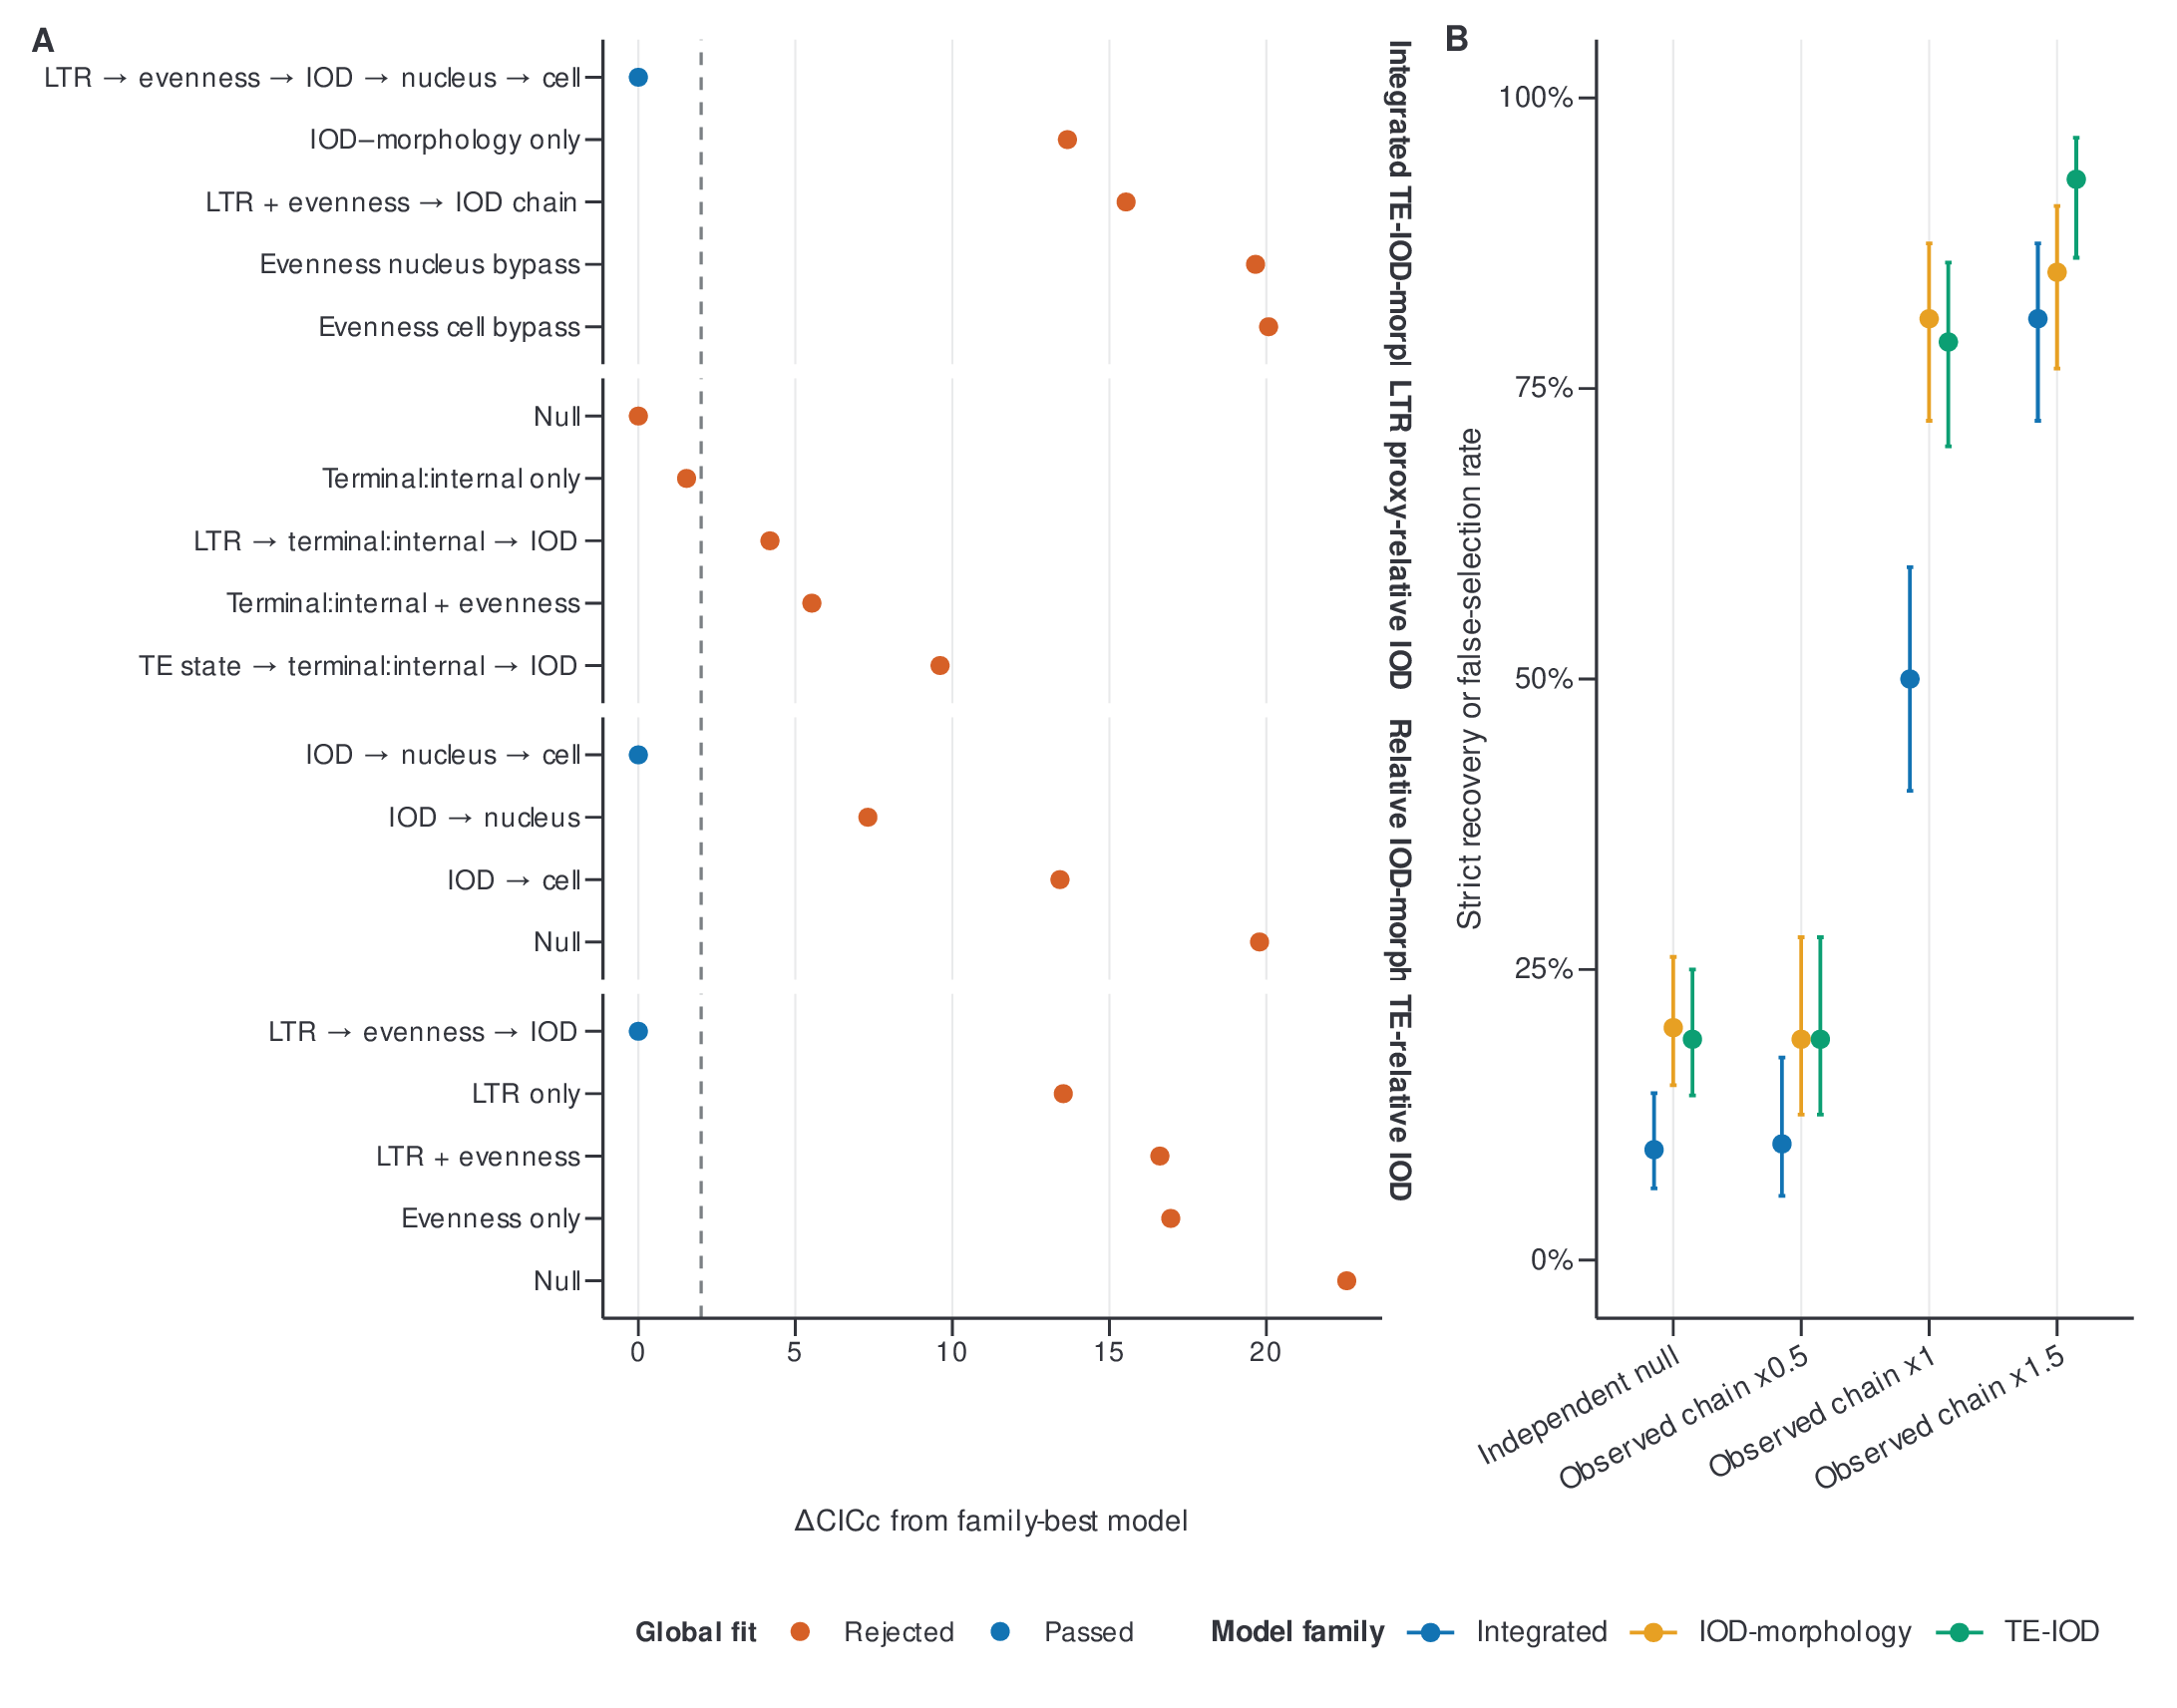 A
LTR → evenness → IOD → nucleus → cell
IOD–morphology only
LTR + evenness → IOD chain
Evenness nucleus bypass
Evenness cell bypass
Integrated TE-IOD-morpl
Null
Terminal:internal only
LTR → terminal:internal → IOD
Terminal:internal + evenness
TE state → terminal:internal → IOD
LTR proxy-relative IOD
IOD → nucleus → cell
IOD → nucleus
IOD → cell
Null
Relative IOD-morph
LTR → evenness → IOD
LTR only
LTR + evenness
Evenness only
Null
TE-relative IOD
0 5 10 15 20
ΔCICc from family-best model
B
Strict recovery or false-selection rate
100%
75%
50%
25%
0%
Independent null
Observed chain x0.5
Observed chain x1
Observed chain x1.5
Global fit Rejected Passed
Model family Integrated IOD-morphology TE-IOD